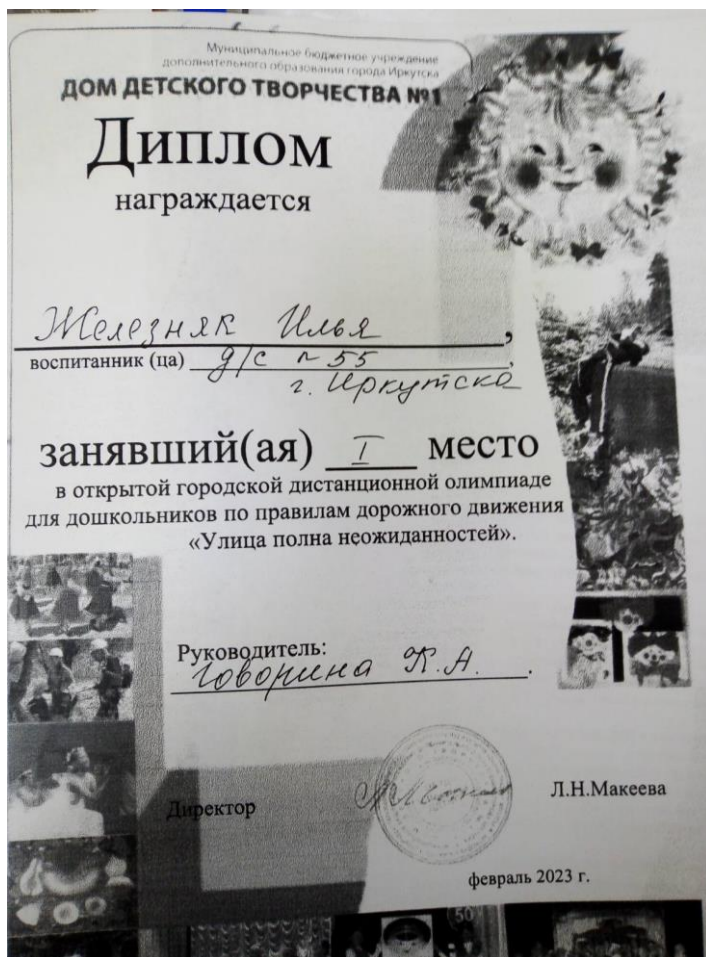 Муниципальное бюджетное учреждение
дополнительного образования города Иркутска
ДОМ ДЕТСКОГО ТВОРЧЕСТВА №1
Диплом
награждается
Железняк Илья,
воспитанник (ца) д/с № 55,
г. Иркутска
занявший(ая) I место
в открытой городской дистанционной олимпиаде
для дошкольников по правилам дорожного движения
«Улица полна неожиданностей».
Руководитель:
Говорина К.А.
Директор Л.Н.Макеева
февраль 2023 г.
50